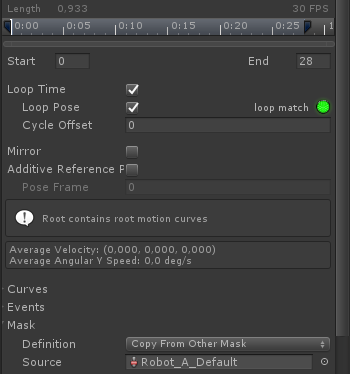 Length 0,933 30 FPS
0:00 0:05 0:10 0:15 0:20 0:25 1
Start 0 End 28
Loop Time
Loop Pose loop match
Cycle Offset 0
Mirror
Additive Reference P
Pose Frame 0
Root contains root motion curves
Average Velocity: (0,000, 0,000, 0,000)
Average Angular Y Speed: 0,0 deg/s
Curves
Events
Mask
Definition Copy From Other Mask
Source Robot_A_Default